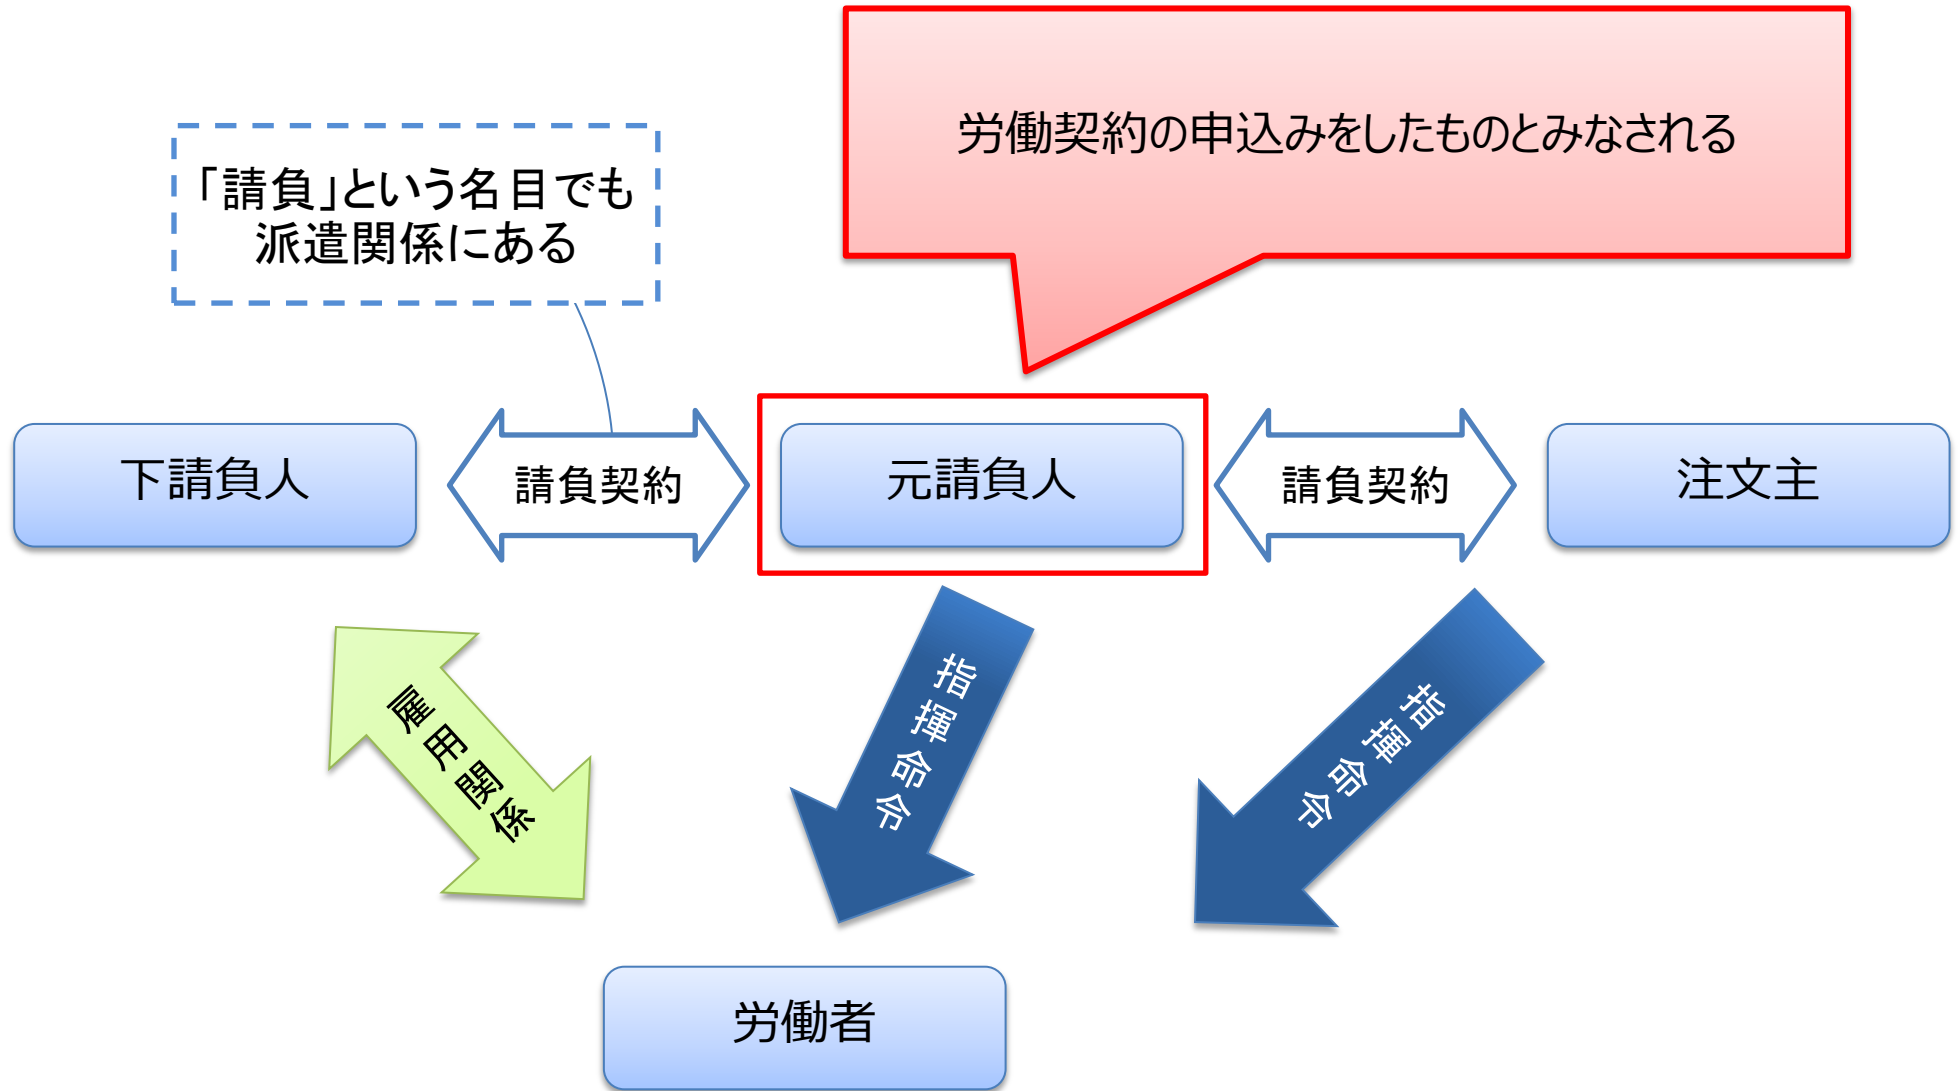 労働契約の申込みをしたものとみなされる
「請負」という名目でも
派遣関係にある
下請負人
請負契約
元請負人
請負契約
注文主
雇用関係
指揮命令
指揮命令
労働者